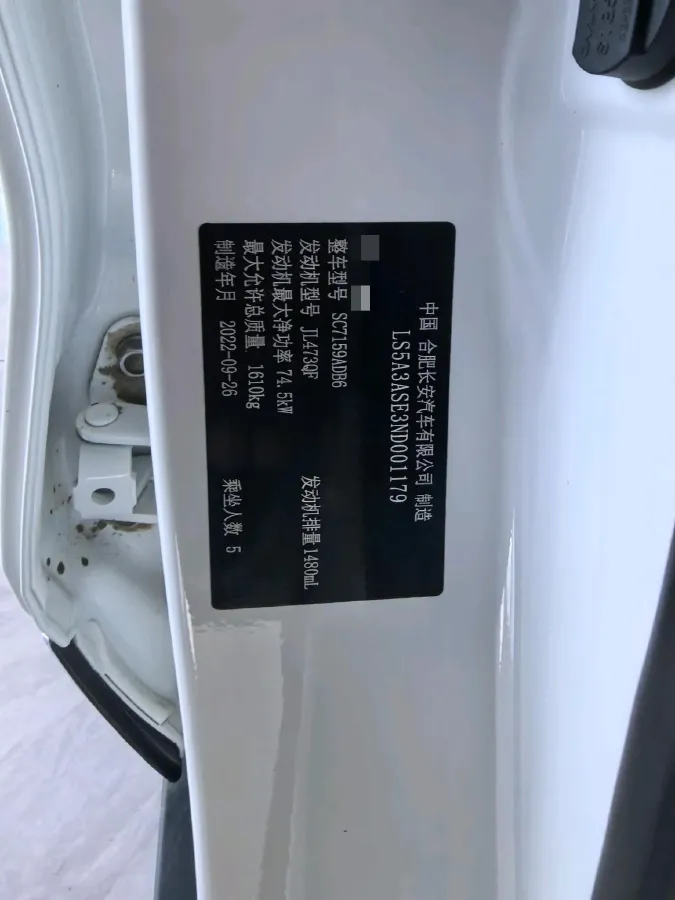 中国 合肥长安汽车有限公司 制造
LS5A3ASE3ND001179
整车型号 SC7159ADB6
发动机型号 JL473QF 发动机排量 1480mL
发动机最大净功率 74.5kW
最大允许总质量 1610kg
制造年月 2022-09-26 乘坐人数 5